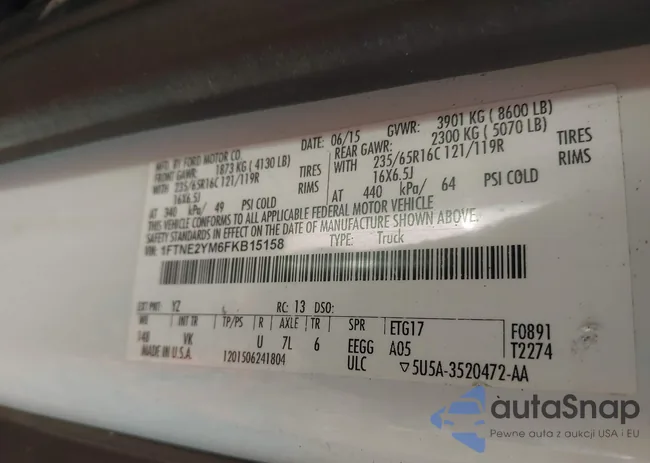 MFD. BY FORD MOTOR CO.
DATE: 06/15
GVWR: 3901 KG ( 8600 LB)
FRONT GAWR: 1873 KG ( 4130 LB)
REAR GAWR: 2300 KG ( 5070 LB)
WITH 235/65R16C 121/119R TIRES
WITH 235/65R16C 121/119R TIRES
16X6.5J RIMS
16X6.5J RIMS
AT 340 kPa/ 49 PSI COLD
AT 440 kPa/ 64 PSI COLD
THIS VEHICLE CONFORMS TO ALL APPLICABLE FEDERAL MOTOR VEHICLE
SAFETY STANDARDS IN EFFECT ON THE DATE OF MANUFACTURE SHOWN ABOVE.
VIN: 1FTNE2YM6FKB15158
TYPE: Truck
EXT PNT: YZ RC: 13 DSO:
WB INT TR TP/PS R AXLE TR SPR ETG17 F0891
148 VK U 7L 6 EEGG A05 T2274
MADE IN U.S.A. 1201506241804 ULC ▽5U5A-3520472-AA
autaSnap
Pewne auta z aukcji USA i EU